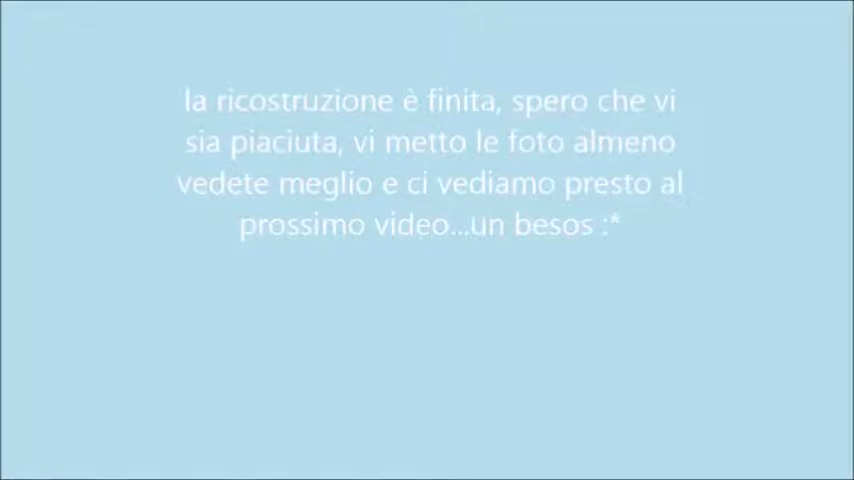 la ricostruzione è finita, spero che vi
sia piaciuta, vi metto le foto almeno
vedete meglio e ci vediamo presto al
prossimo video...un besos :*